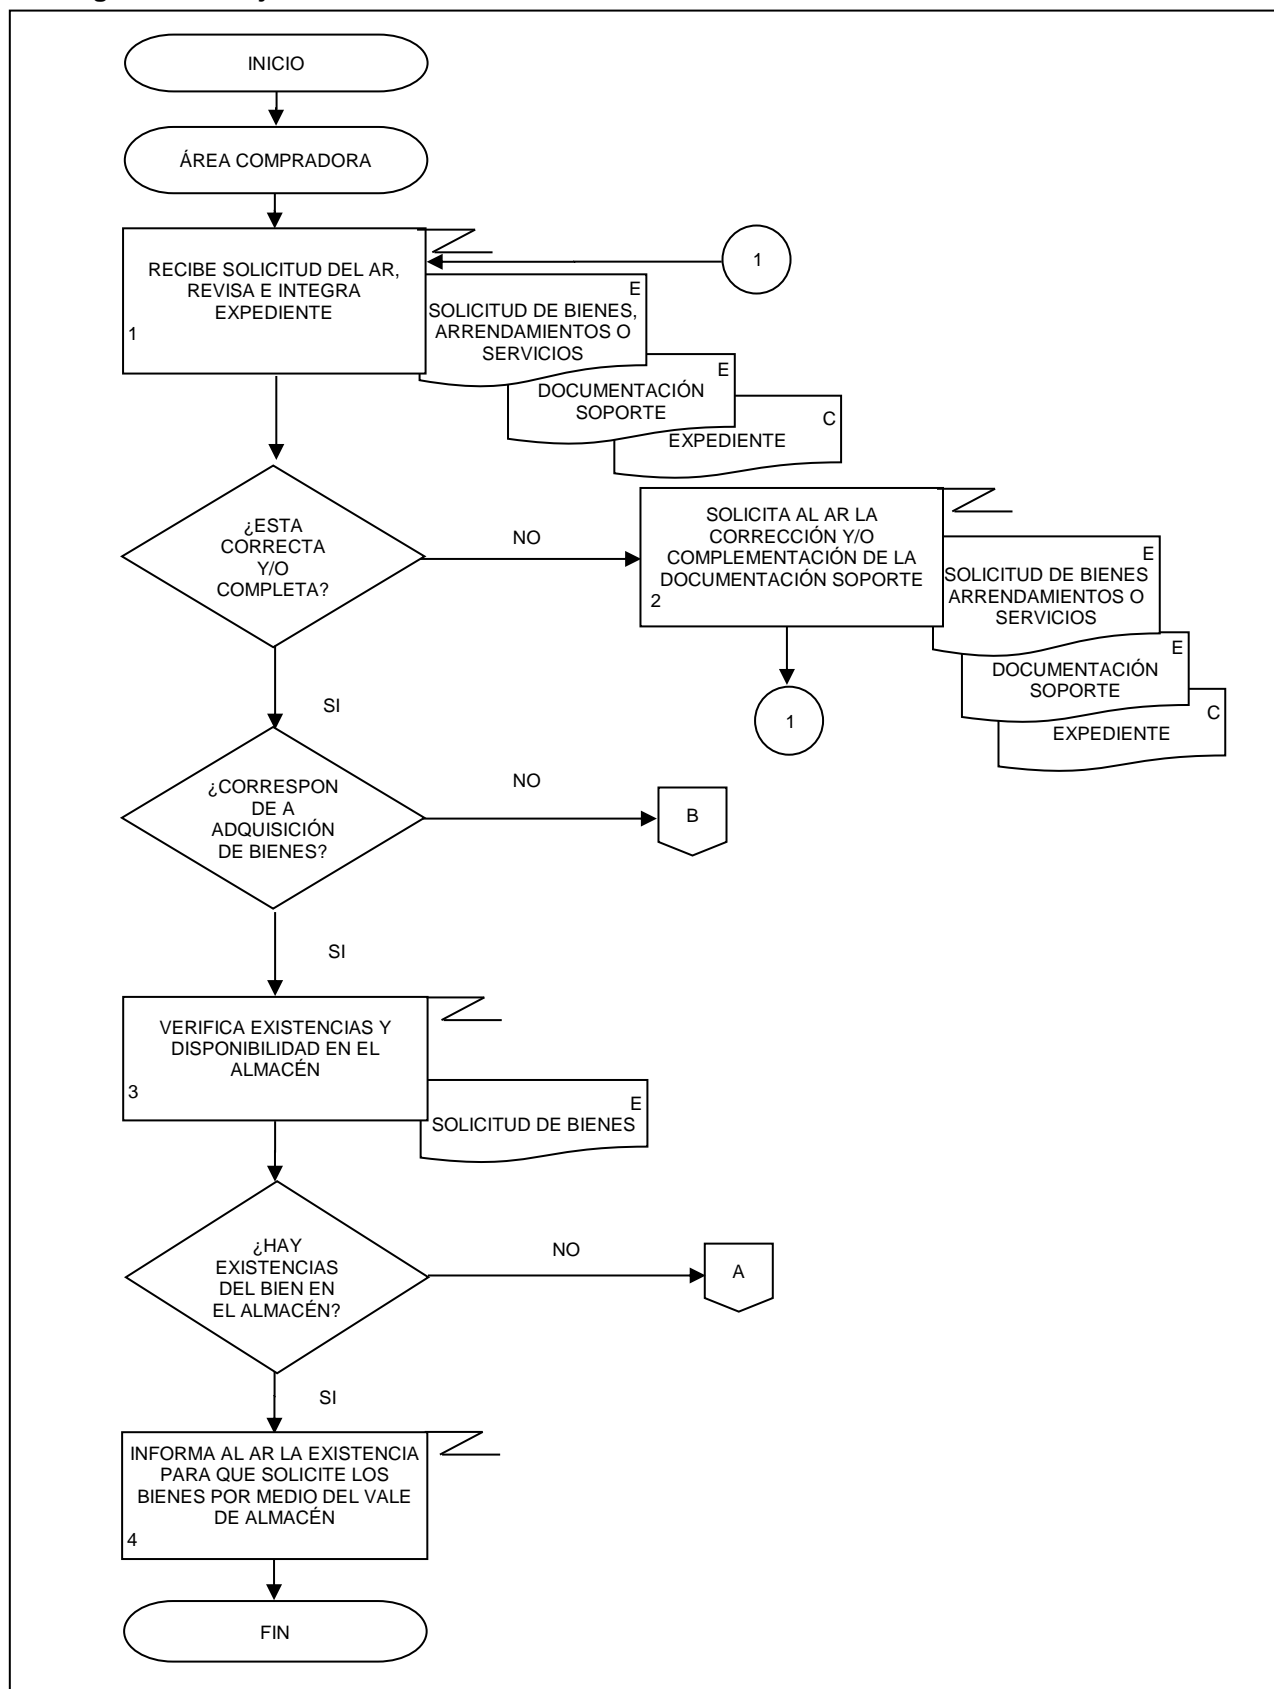 INICIO
ÁREA COMPRADORA
RECIBE SOLICITUD DEL AR,
REVISA E INTEGRA
EXPEDIENTE
1
1
E
SOLICITUD DE BIENES,
ARRENDAMIENTOS O
SERVICIOS
E
DOCUMENTACIÓN
SOPORTE
C
EXPEDIENTE
¿ESTA
CORRECTA
Y/O
COMPLETA?
NO
SOLICITA AL AR LA
CORRECCIÓN Y/O
COMPLEMENTACIÓN DE LA
DOCUMENTACIÓN SOPORTE
2
E
SOLICITUD DE BIENES
ARRENDAMIENTOS O
SERVICIOS
E
DOCUMENTACIÓN
SOPORTE
C
EXPEDIENTE
1
SI
¿CORRESPON
DE A
ADQUISICIÓN
DE BIENES?
NO
B
SI
VERIFICA EXISTENCIAS Y
DISPONIBILIDAD EN EL
ALMACÉN
3
E
SOLICITUD DE BIENES
¿HAY
EXISTENCIAS
DEL BIEN EN
EL ALMACÉN?
NO
A
SI
INFORMA AL AR LA EXISTENCIA
PARA QUE SOLICITE LOS
BIENES POR MEDIO DEL VALE
DE ALMACÉN
4
FIN